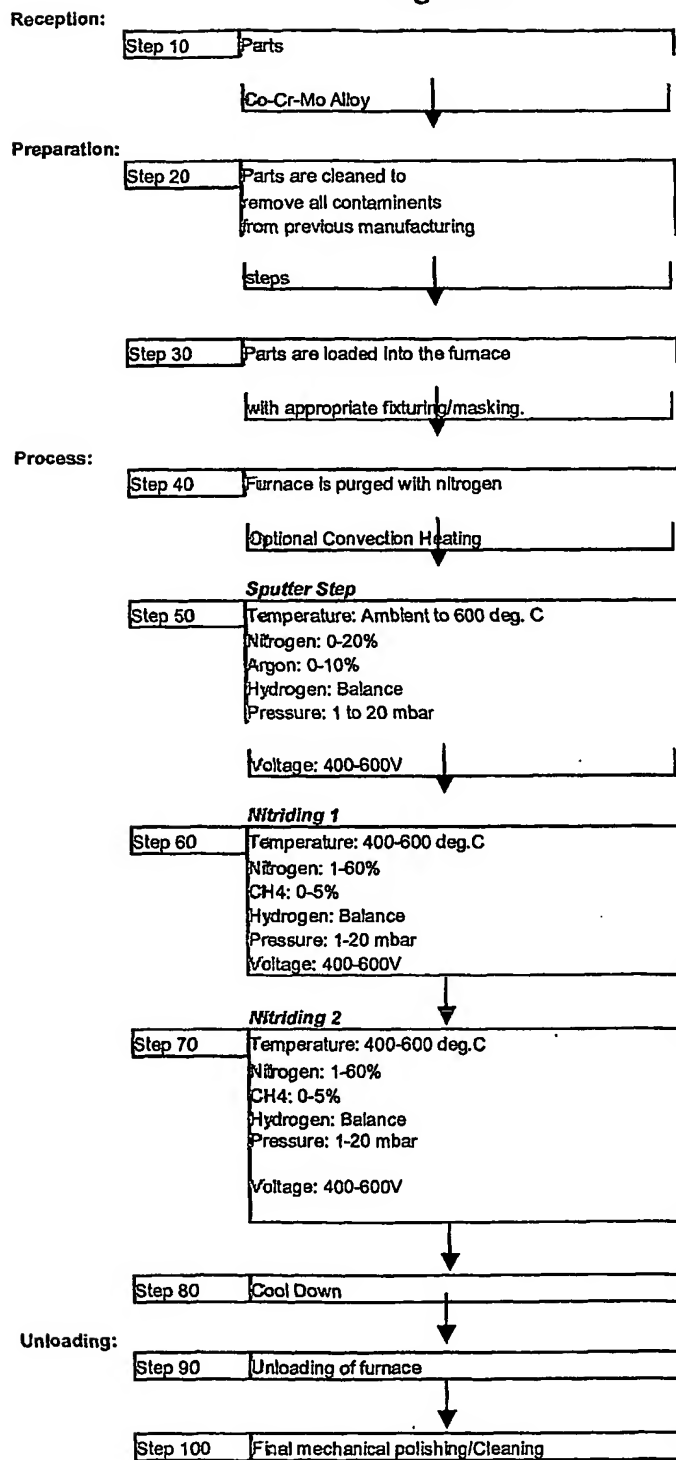 Reception:
Step 10 Parts
Co-Cr-Mo Alloy
Preparation:
Step 20 Parts are cleaned to
remove all contaminents
from previous manufacturing
steps
Step 30 Parts are loaded into the furnace
with appropriate fixturing/masking.
Process:
Step 40 Furnace is purged with nitrogen
Optional Convection Heating
Sputter Step
Step 50 Temperature: Ambient to 600 deg. C
Nitrogen: 0-20%
Argon: 0-10%
Hydrogen: Balance
Pressure: 1 to 20 mbar
Voltage: 400-600V
Nitriding 1
Step 60 Temperature: 400-600 deg.C
Nitrogen: 1-60%
CH4: 0-5%
Hydrogen: Balance
Pressure: 1-20 mbar
Voltage: 400-600V
Nitriding 2
Step 70 Temperature: 400-600 deg.C
Nitrogen: 1-60%
CH4: 0-5%
Hydrogen: Balance
Pressure: 1-20 mbar
Voltage: 400-600V
Step 80 Cool Down
Unloading:
Step 90 Unloading of furnace
Step 100 Final mechanical polishing/Cleaning